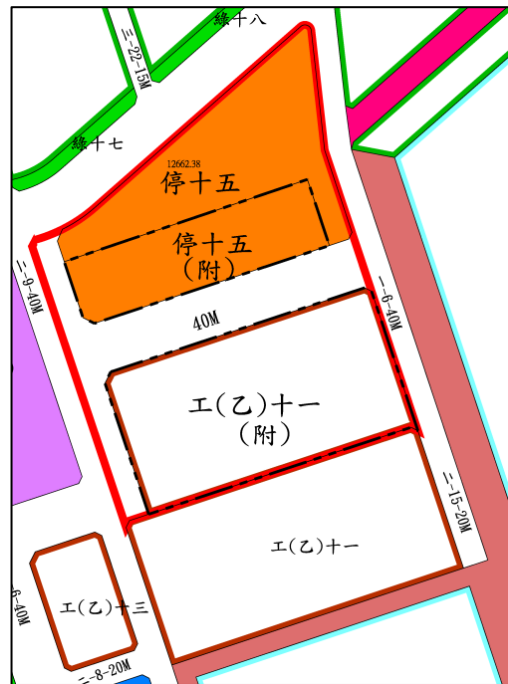 綠十八
三-22-15M
綠十七
12662.38
停十五
停十五
(附)
二-9-40M
40M
一-6-40M
工(乙)十一
(附)
二-15-20M
工(乙)十一
工(乙)十三
6-40M
二-8-20M